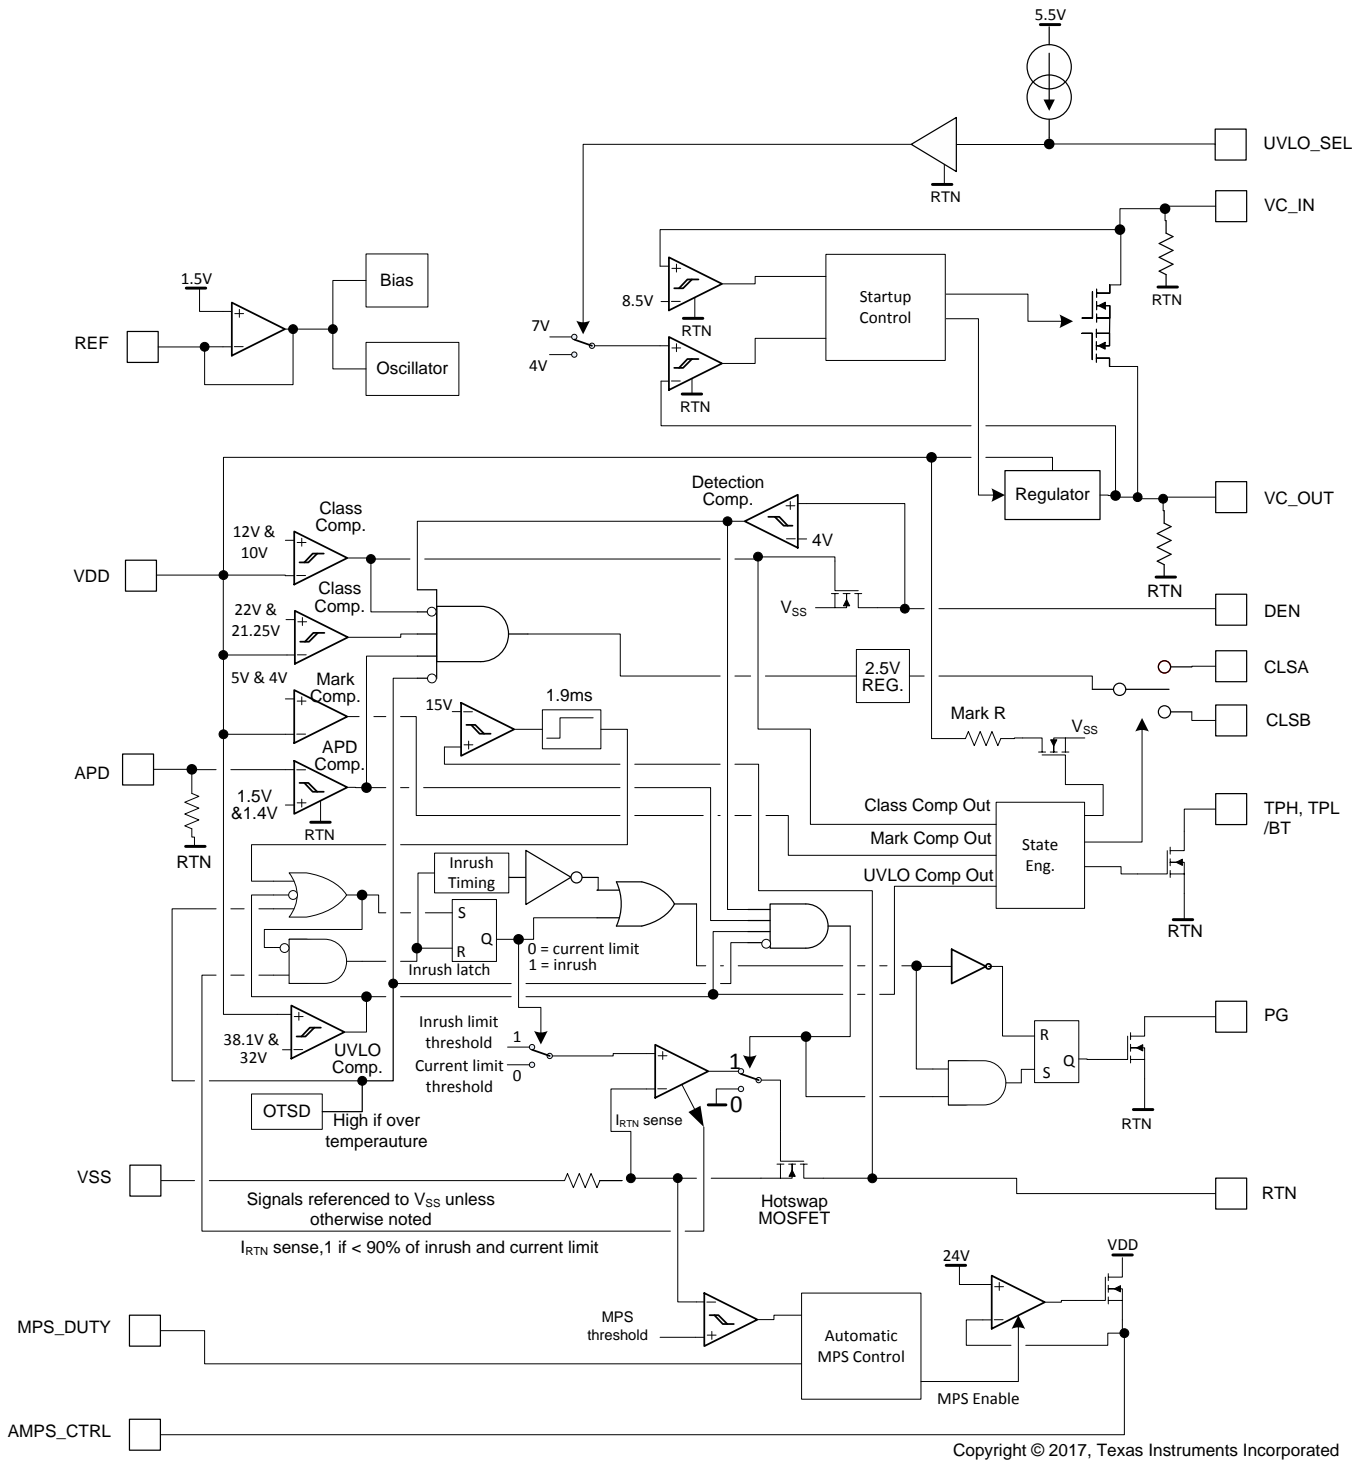 5.5V
UVLO_SEL
RTN
VC_IN
1.5V
Bias
REF
Oscillator
8.5V
RTN
Startup
Control
RTN
7V
4V
RTN
Detection
Comp.
Regulator
VC_OUT
Class
Comp.
12V &
10V
4V
VDD
RTN
Class
Comp.
22V &
21.25V
VSS
DEN
5V & 4V
Mark
Comp.
2.5V
REG.
CLSA
15V
1.9ms
Mark R
VSS
CLSB
APD
APD
Comp.
1.5V
&1.4V
RTN
RTN
Class Comp Out
Mark Comp Out
UVLO Comp Out
State
Eng.
TPH, TPL
/BT
RTN
Inrush
Timing
S
R
Q
Inrush latch
0 = current limit
1 = inrush
38.1V &
32V
UVLO
Comp.
Inrush limit
threshold
1
Current limit
threshold
0
1
0
R
S
Q
PG
RTN
OTSD
High if over
temperauture
IRTN sense
VSS
Signals referenced to VSS unless
otherwise noted
Hotswap
MOSFET
RTN
IRTN sense,1 if < 90% of inrush and current limit
24V
VDD
MPS_DUTY
MPS
threshold
Automatic
MPS Control
MPS Enable
AMPS_CTRL
Copyright © 2017, Texas Instruments Incorporated